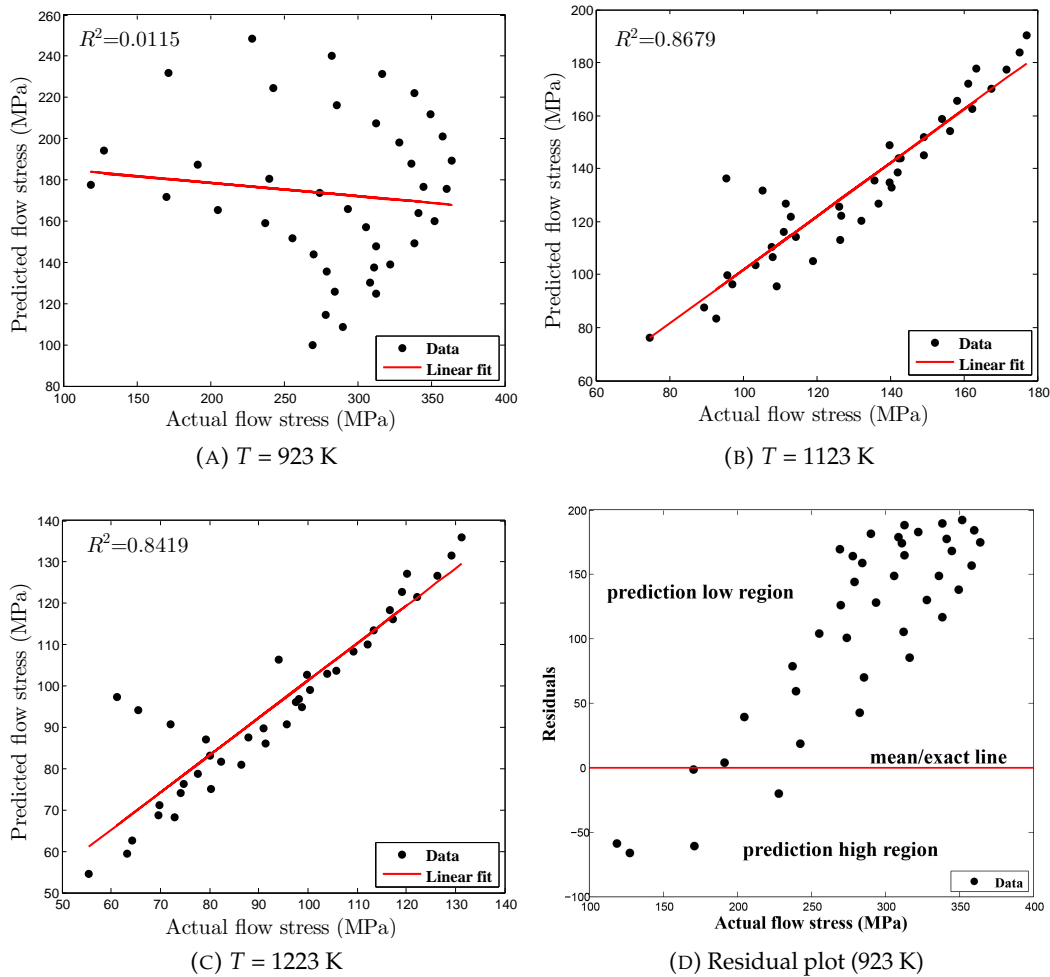 R²=0.0115
Predicted flow stress (MPa)
260
240
220
200
180
160
140
120
100
80
100 150 200 250 300 350 400
Data
Linear fit
Actual flow stress (MPa)
(A) T = 923 K
R²=0.8679
Predicted flow stress (MPa)
200
180
160
140
120
100
80
60
60 80 100 120 140 160 180
Data
Linear fit
Actual flow stress (MPa)
(B) T = 1123 K
R²=0.8419
Predicted flow stress (MPa)
140
130
120
110
100
90
80
70
60
50
50 60 70 80 90 100 110 120 130 140
Data
Linear fit
Actual flow stress (MPa)
(C) T = 1223 K
Residuals
200
150
100
50
0
−50
−100
prediction low region
mean/exact line
prediction high region
Data
100 150 200 250 300 350 400
Actual flow stress (MPa)
(D) Residual plot (923 K)